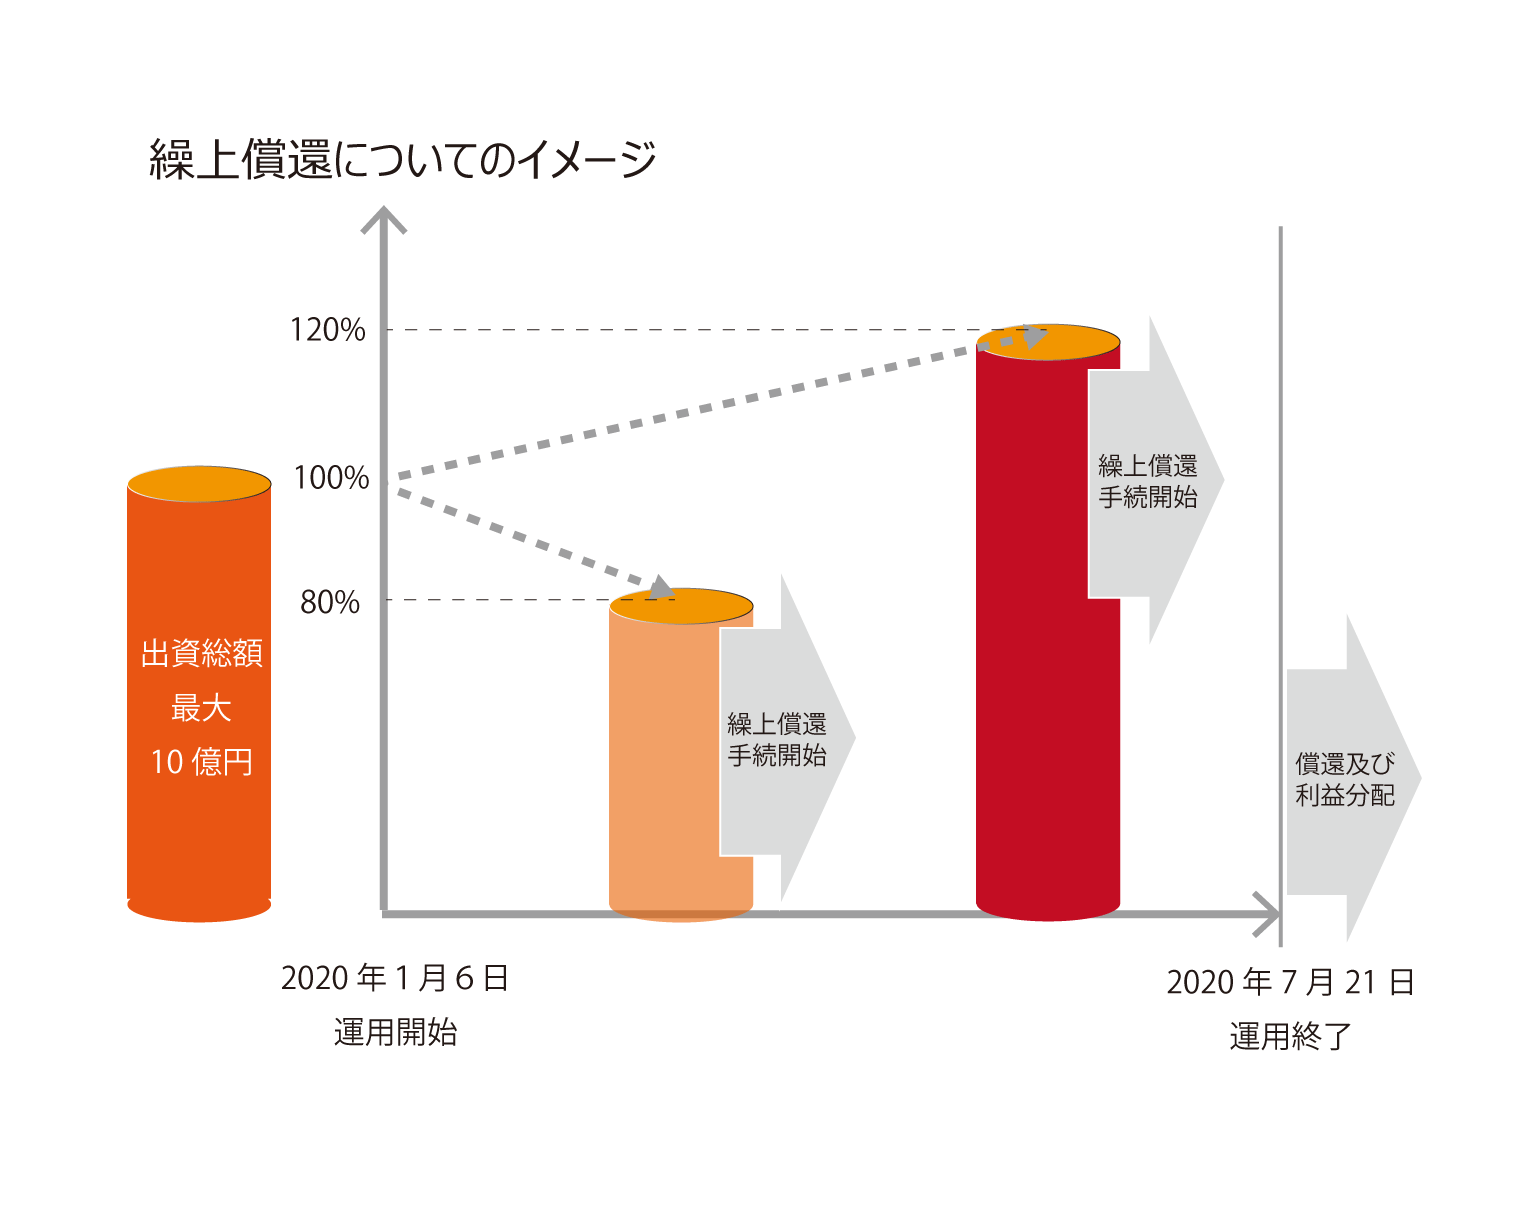 繰上償還についてのイメージ
120%
100%
80%
出資総額
最大
10 億円
繰上償還
手続開始
繰上償還
手続開始
償還及び
利益分配
2020 年 1 月 6 日
運用開始
2020 年 7 月 21 日
運用終了